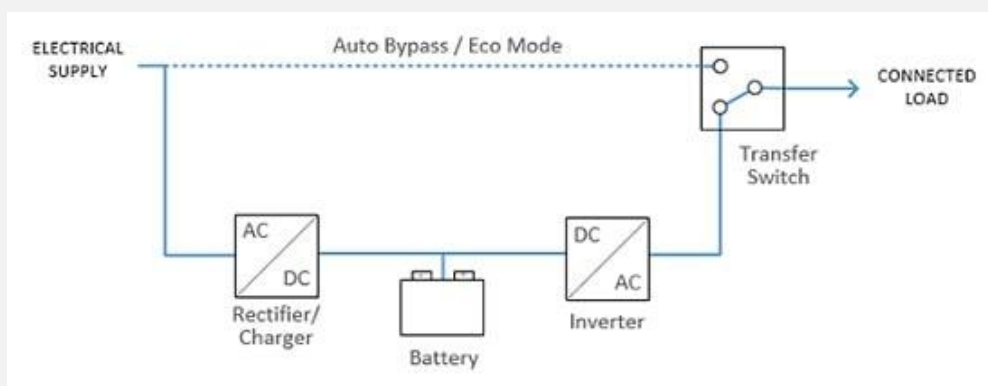 ELECTRICAL
SUPPLY
Auto Bypass / Eco Mode
CONNECTED
LOAD
Transfer
Switch
AC
DC
Rectifier/
Charger
Battery
DC
AC
Inverter